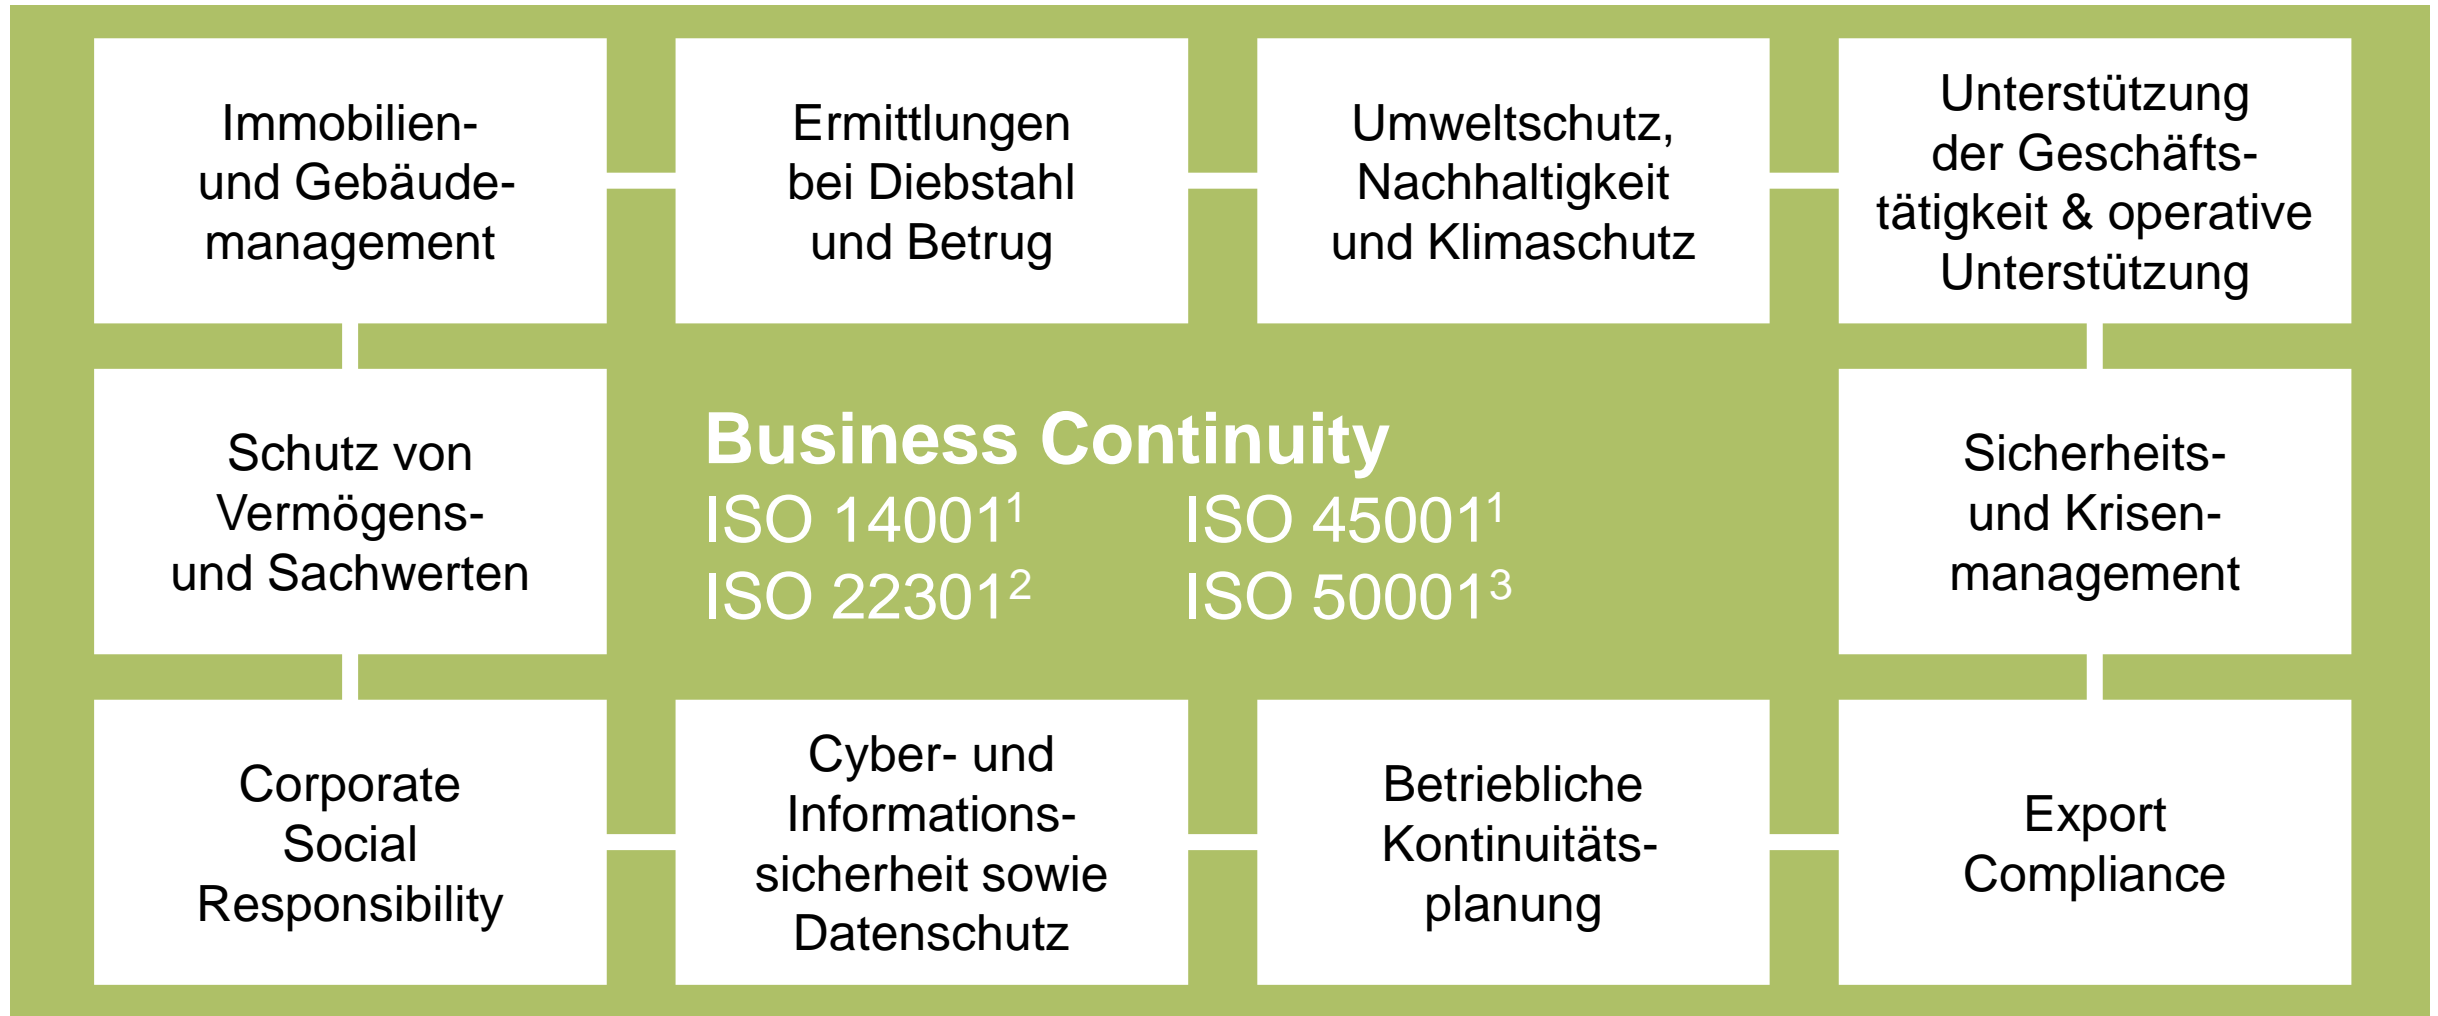 Immobilien-
und Gebäude-
management
Ermittlungen
bei Diebstahl
und Betrug
Umweltschutz,
Nachhaltigkeit
und Klimaschutz
Unterstützung
der Geschäfts-
tätigkeit & operative
Unterstützung
Schutz von
Vermögens-
und Sachwerten
Business Continuity
ISO 14001¹ ISO 45001¹
ISO 22301² ISO 50001³
Sicherheits-
und Krisen-
management
Corporate
Social
Responsibility
Cyber- und
Informations-
sicherheit sowie
Datenschutz
Betriebliche
Kontinuitäts-
planung
Export
Compliance